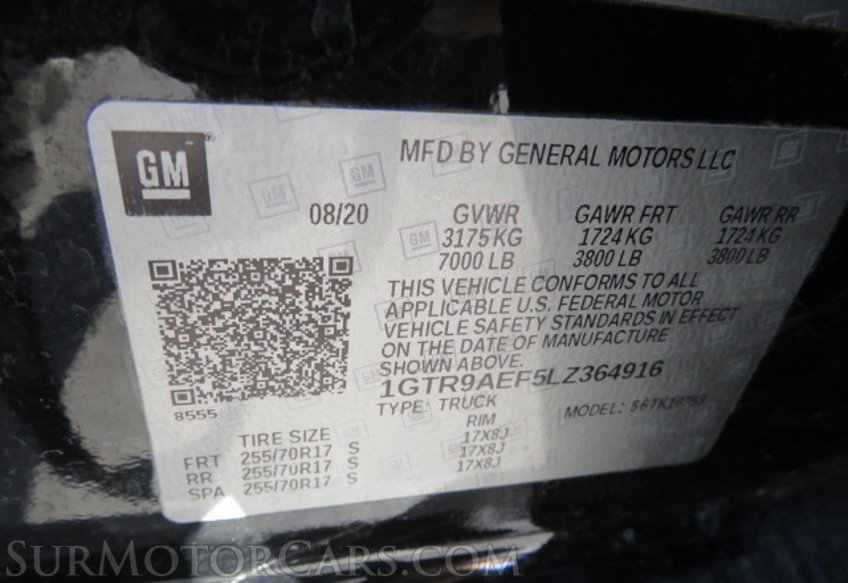 GM
MFD BY GENERAL MOTORS LLC
08/20 GVWR GAWR FRT GAWR RR
3175 KG 1724 KG 1724 KG
7000 LB 3800 LB 3800 LB
THIS VEHICLE CONFORMS TO ALL
APPLICABLE U.S. FEDERAL MOTOR
VEHICLE SAFETY STANDARDS IN EFFECT
ON THE DATE OF MANUFACTURE
SHOWN ABOVE.
1GTR9AEF5LZ364916
8555
TYPE: TRUCK MODEL:
TIRE SIZE RIM
FRT 255/70R17 S 17X8J
RR 255/70R17 S 17X8J
SPA 255/70R17 S 17X8J
SurMotorCars.com